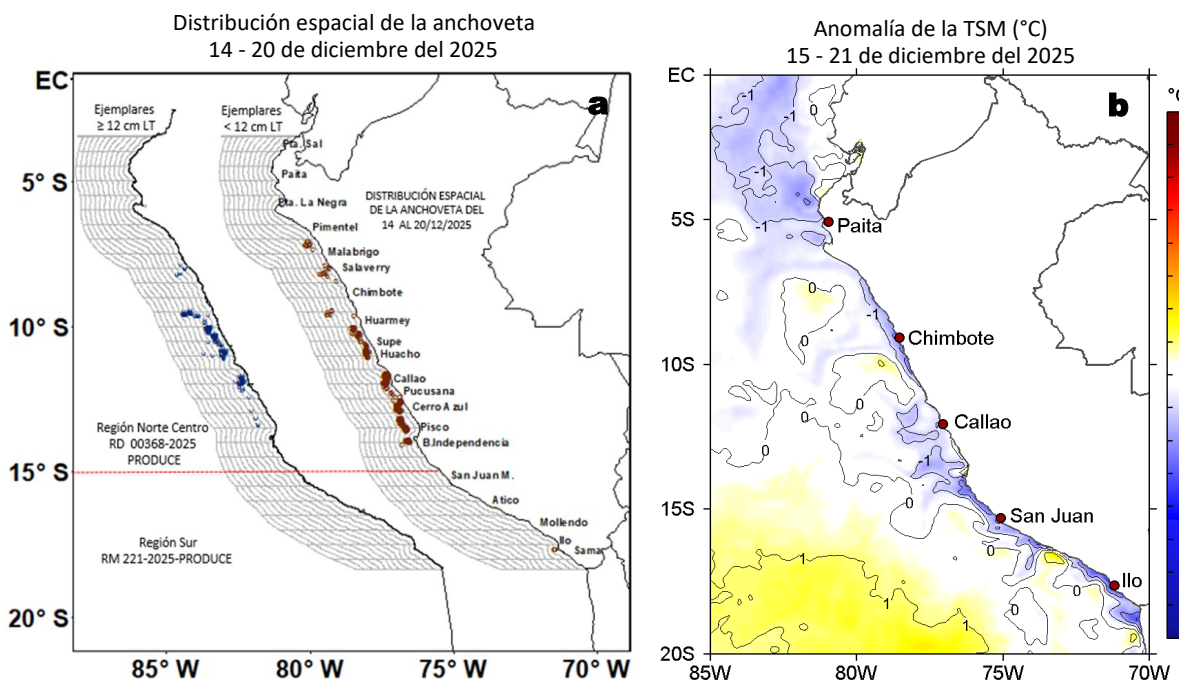 Distribución espacial de la anchoveta
14 - 20 de diciembre del 2025
EC
a
Ejemplares
≥ 12 cm LT
Ejemplares
< 12 cm LT
Pta. Sal
5° S
Paita
DISTRIBUCIÓN ESPACIAL
DE LA ANCHOVETA DEL
14 AL 20/12/2025
Pta. La Negra
Pimentel
Malabrigo
Salaverry
Chimbote
10° S
Huarmey
Supe
Huacho
Callao
Pucusana
Cerro Azul
Pisco
B.Independencia
Región Norte Centro
RD 00368-2025
PRODUCE
15° S
San Juan M.
Atico
Mollendo
Ilo
Sama
Región Sur
RM 221-2025-PRODUCE
20° S
85° W
80° W
75° W
70° W
Anomalía de la TSM (°C)
15 - 21 de diciembre del 2025
EC
b
-1
0
-1
-1
-1
5S
-1
Paita
0
-1
Chimbote
0
10S
0
0
Callao
0
-1
0
15S
San Juan
0
1
0
Ilo
1
0
1
20S
85W
80W
75W
70W